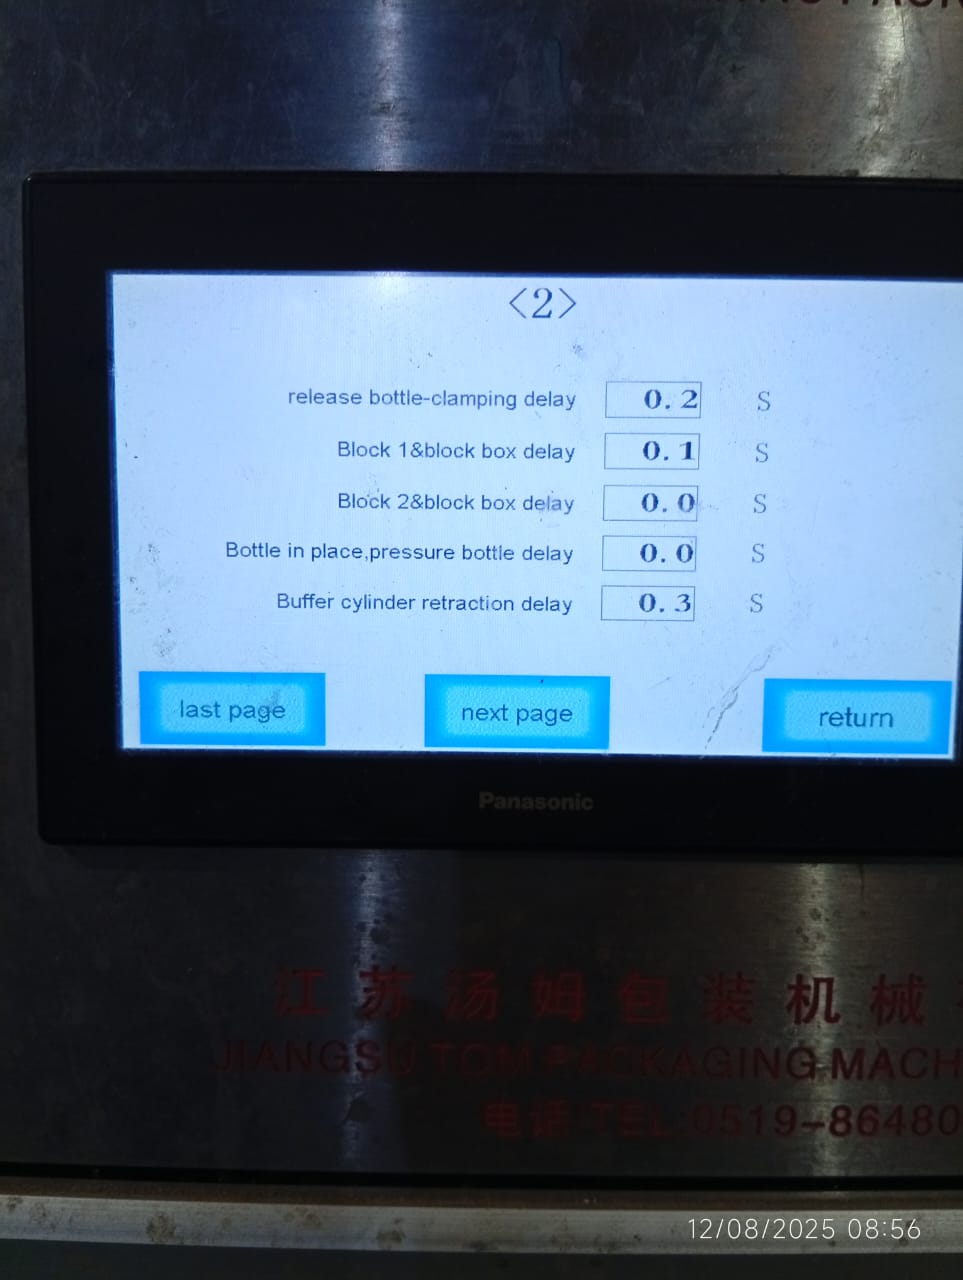 <2>
release bottle-clamping delay 0.2 S
Block 1&block box delay 0.1 S
Block 2&block box delay 0.0 S
Bottle in place,pressure bottle delay 0.0 S
Buffer cylinder retraction delay 0.3 S
last page next page return
Panasonic
江苏汤姆包装机械
JIANGSU TOM PACKAGING MACH
电话/TEL:0519-86480
12/08/2025 08:56